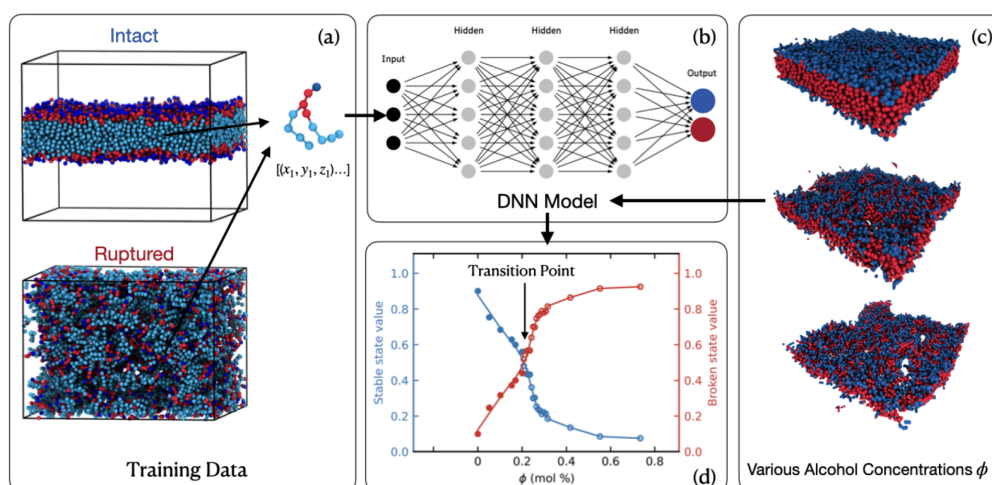 (a)
Intact
[(x₁, y₁, z₁)...]
Ruptured
Training Data
(b)
Hidden Hidden Hidden
Input
Output
DNN Model
(c)
Various Alcohol Concentrations ϕ
Transition Point
1.0 1.0
0.8 0.8
0.6 0.6
0.4 0.4
0.2 0.2
0.0 0.0
Stable state value
Broken state value
0 0.2 0.4 0.6 0.8
ϕ (mol %)
(d)